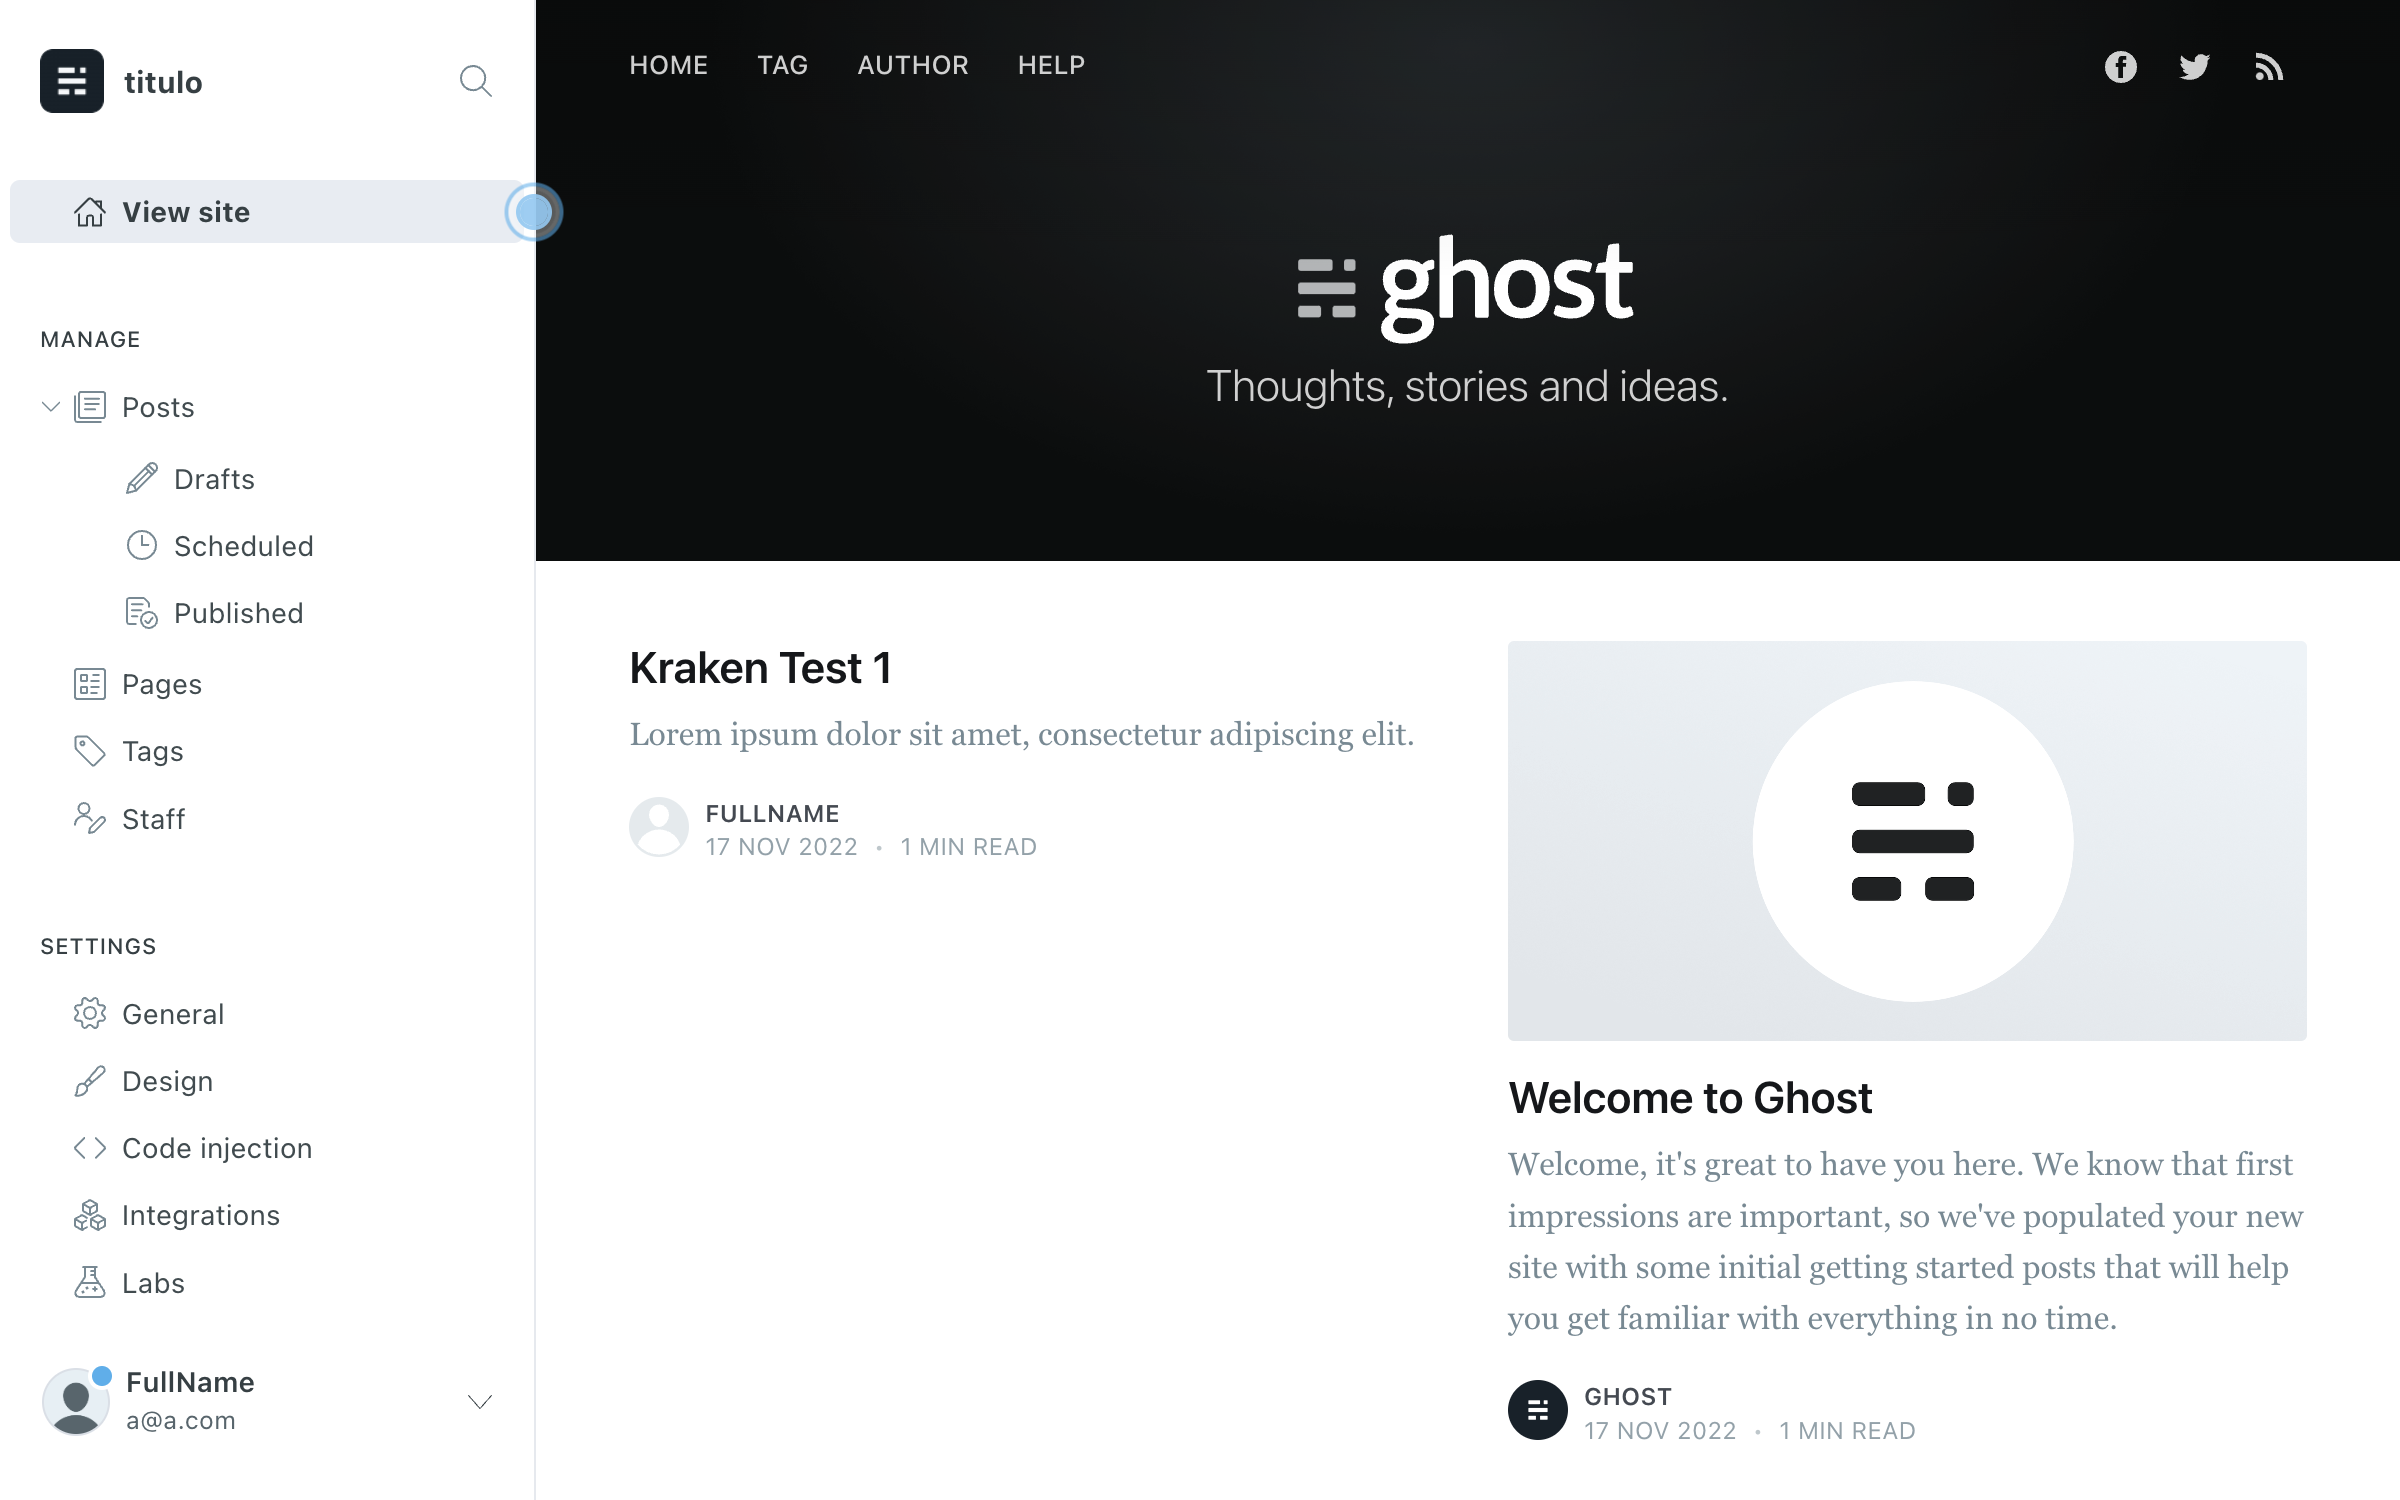 titulo
View site
MANAGE
Posts
Drafts
Scheduled
Published
Pages
Tags
Staff
SETTINGS
General
Design
Code injection
Integrations
Labs
FullName
a@a.com
HOME TAG AUTHOR HELP
ghost
Thoughts, stories and ideas.
Kraken Test 1
Lorem ipsum dolor sit amet, consectetur adipiscing elit.
FULLNAME
17 NOV 2022 • 1 MIN READ
Welcome to Ghost
Welcome, it's great to have you here. We know that first
impressions are important, so we've populated your new
site with some initial getting started posts that will help
you get familiar with everything in no time.
GHOST
17 NOV 2022 • 1 MIN READ